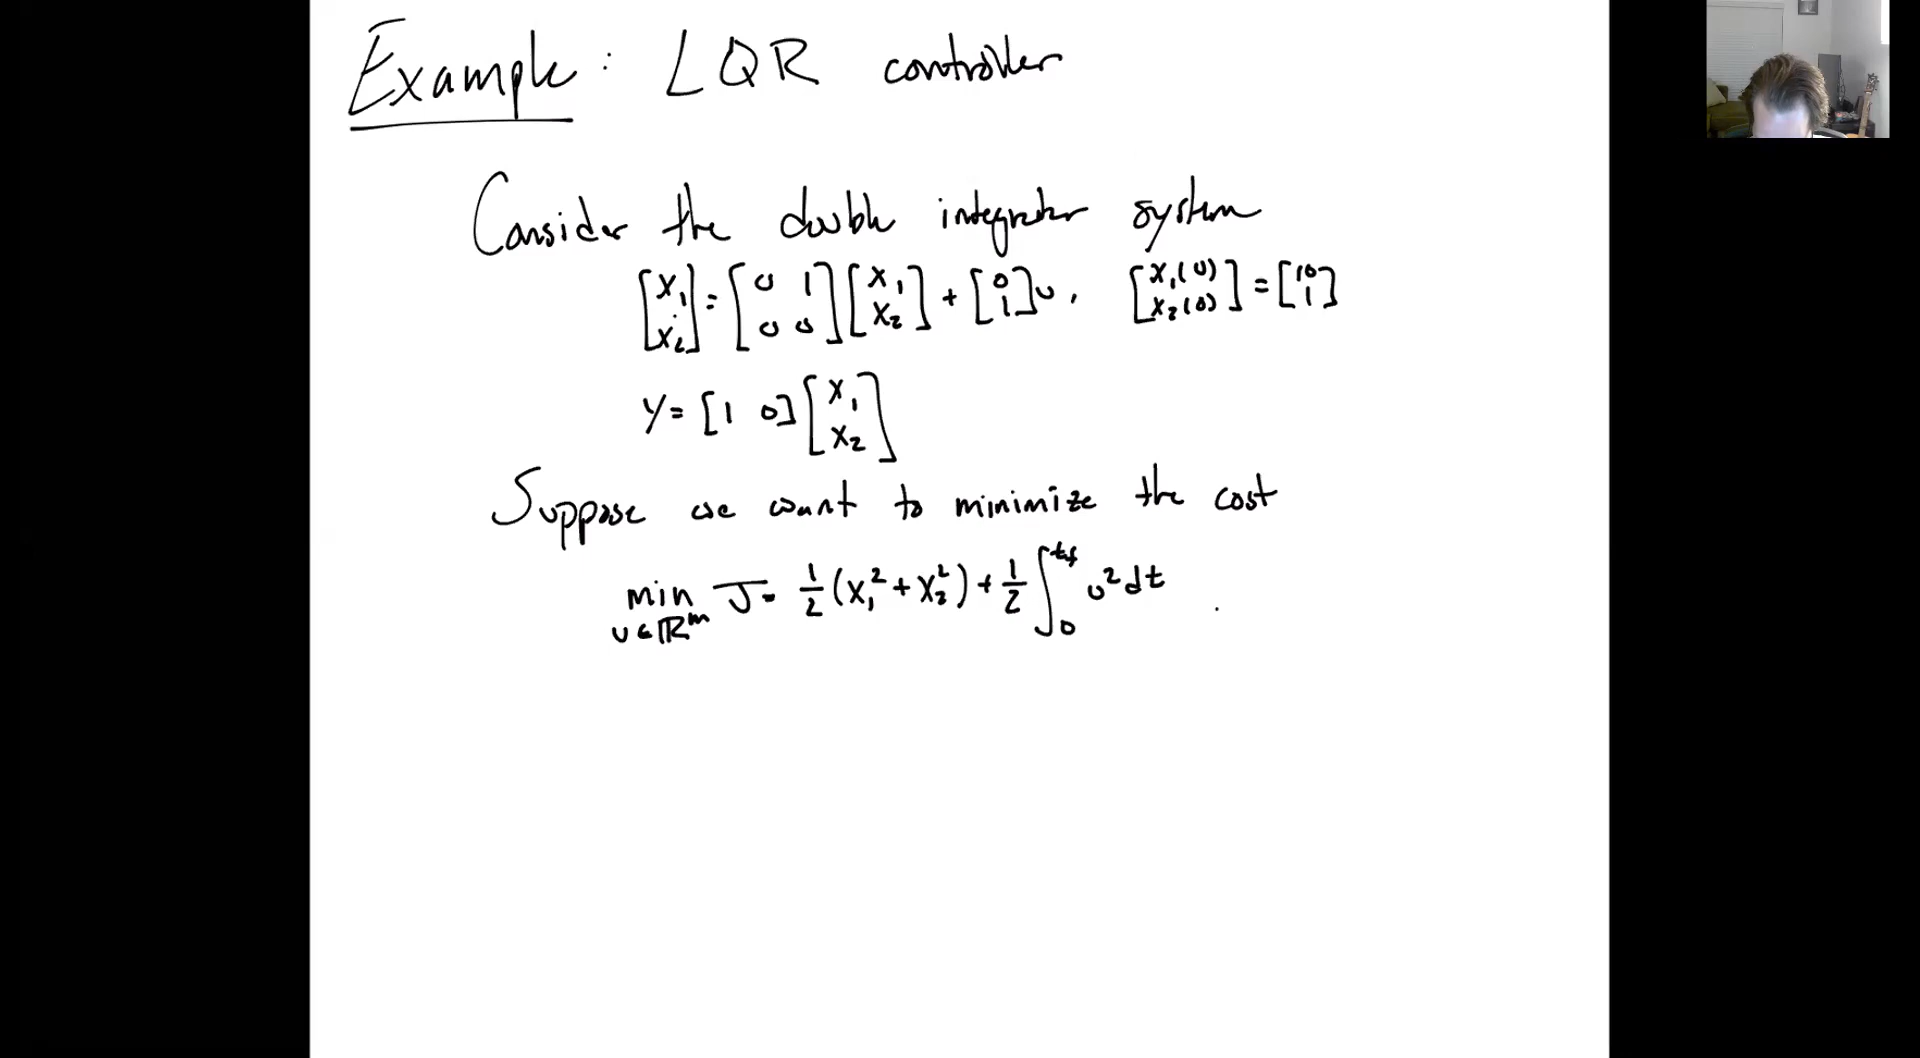 Example: LQR controller
Consider the double integrator system
[ẋ₁; ẋ₂] = [0 1; 0 0][x₁; x₂] + [0; 1]u, [x₁(0); x₂(0)] = [10; 1]
y = [1 0][x₁; x₂]
Suppose we want to minimize the cost
min J = ½(x₁² + x₂²) + ½∫₀^{tf} u² dt
u∈ℝᵐ